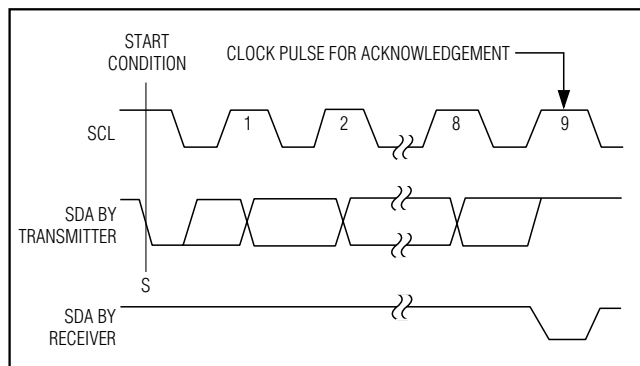 START
CONDITION
CLOCK PULSE FOR ACKNOWLEDGEMENT
SCL
1
2
8
9
SDA BY
TRANSMITTER
S
SDA BY
RECEIVER